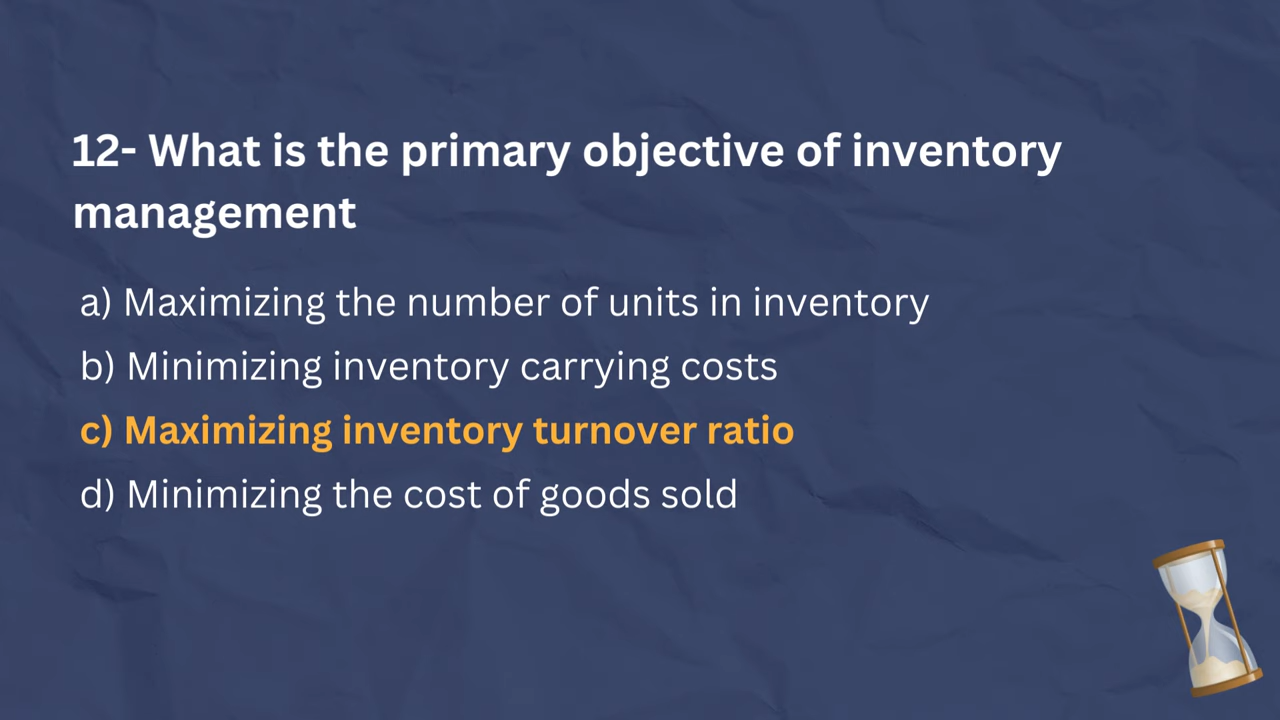 12- What is the primary objective of inventory
management
a) Maximizing the number of units in inventory
b) Minimizing inventory carrying costs
c) Maximizing inventory turnover ratio
d) Minimizing the cost of goods sold